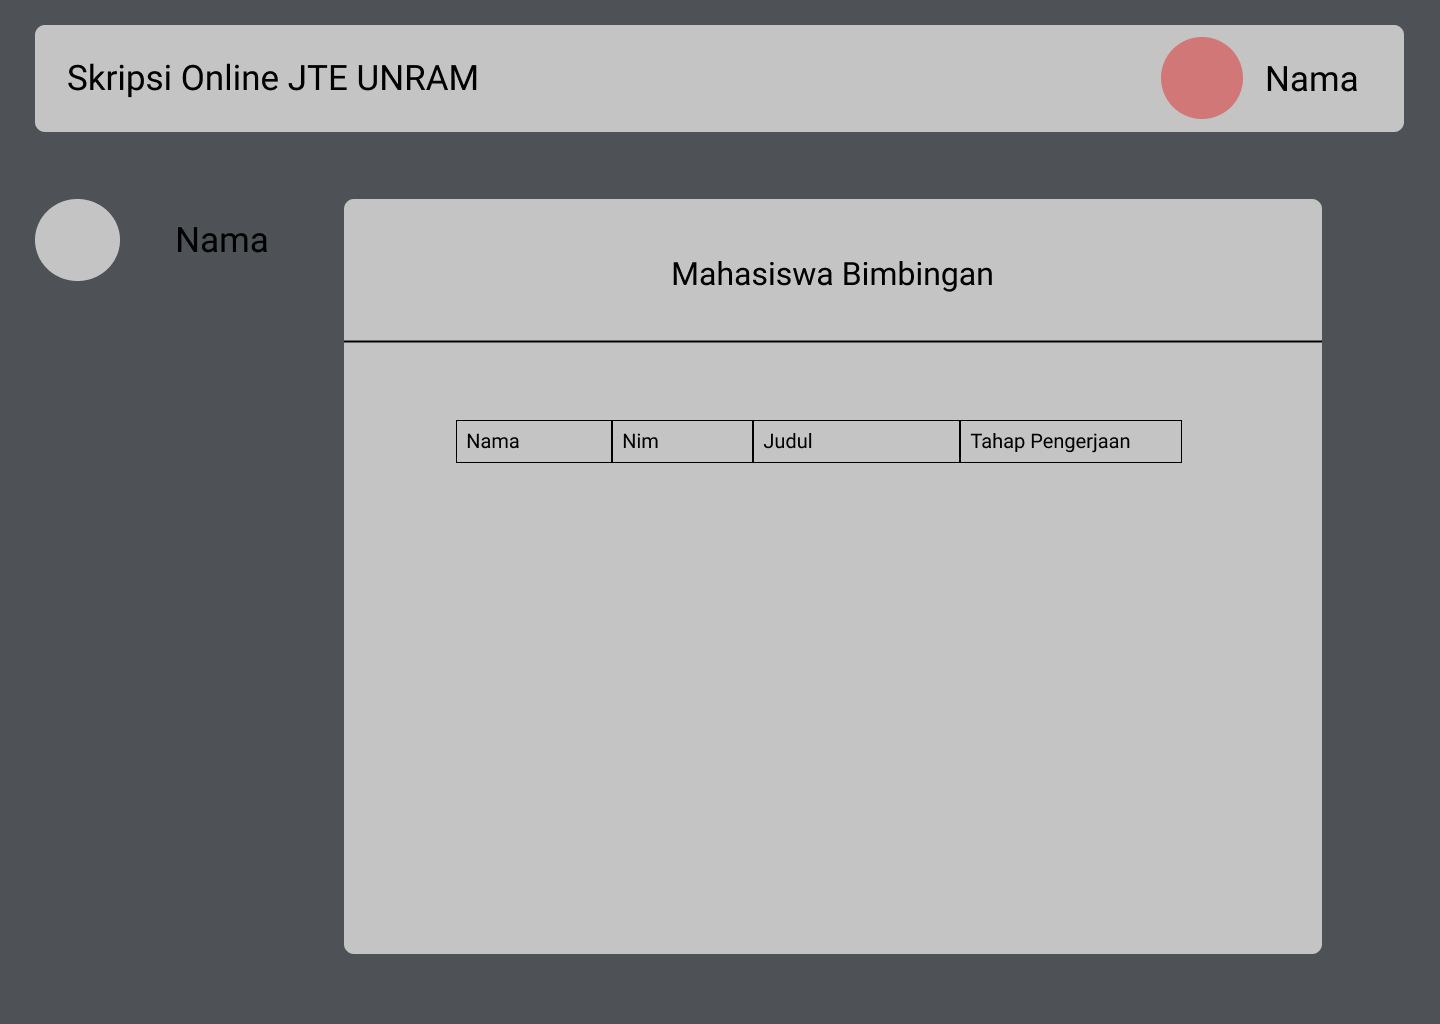 Skripsi Online JTE UNRAM
Nama
Nama
Mahasiswa Bimbingan
Nama Nim Judul Tahap Pengerjaan